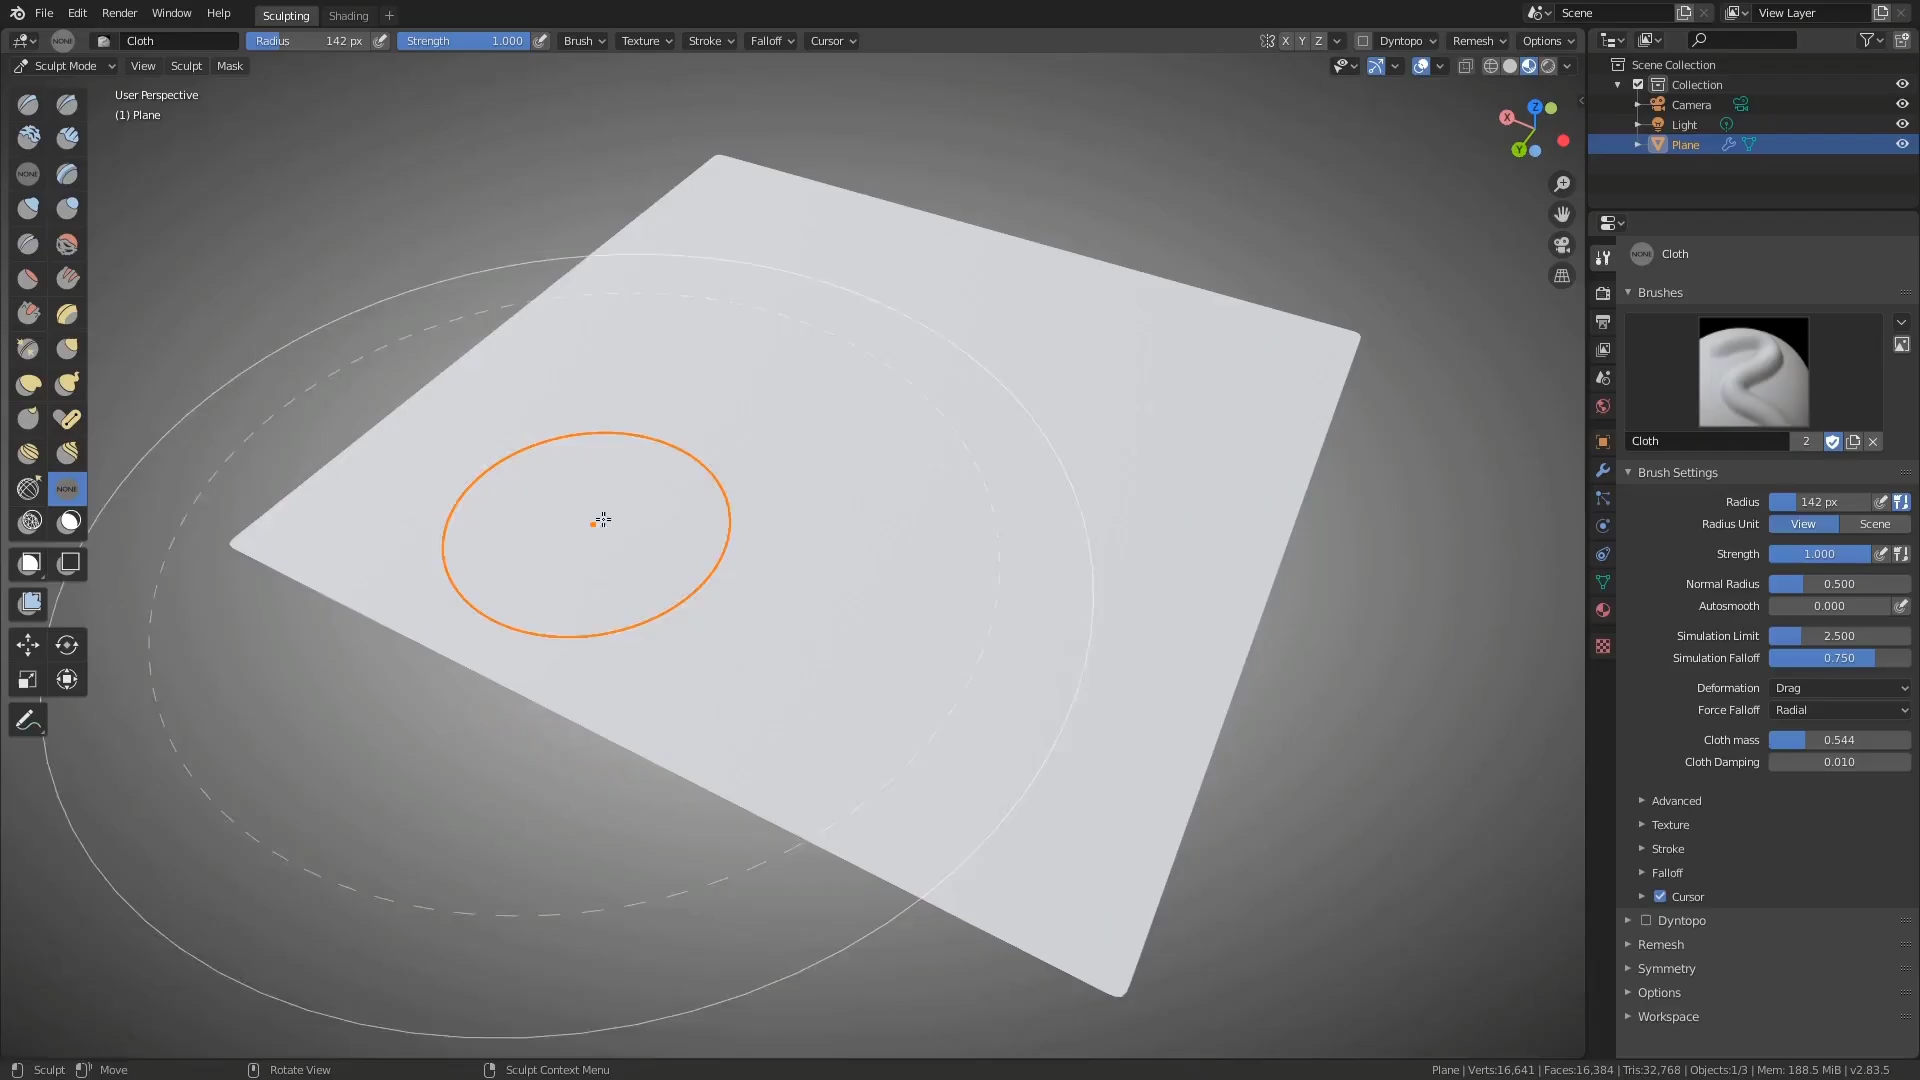 File Edit Render Window Help Sculpting Shading + Scene View Layer
NONE Cloth Radius 142 px Strength 1.000 Brush Texture Stroke Falloff Cursor X Y Z Dyntopo Remesh Options
Sculpt Mode View Sculpt Mask
User Perspective
(1) Plane
X Z Y
NONE
NONE
Scene Collection
Collection
Camera
Light
Plane
NONE Cloth
Brushes
Cloth 2
Brush Settings
Radius 142 px
Radius Unit View Scene
Strength 1.000
Normal Radius 0.500
Autosmooth 0.000
Simulation Limit 2.500
Simulation Falloff 0.750
Deformation Drag
Force Falloff Radial
Cloth mass 0.544
Cloth Damping 0.010
Advanced
Texture
Stroke
Falloff
Cursor
Dyntopo
Remesh
Symmetry
Options
Workspace
Sculpt Move Rotate View Sculpt Context Menu Plane | Verts:16,641 | Faces:16,384 | Tris:32,768 | Objects:1/3 | Mem: 188.5 MiB | v2.83.5